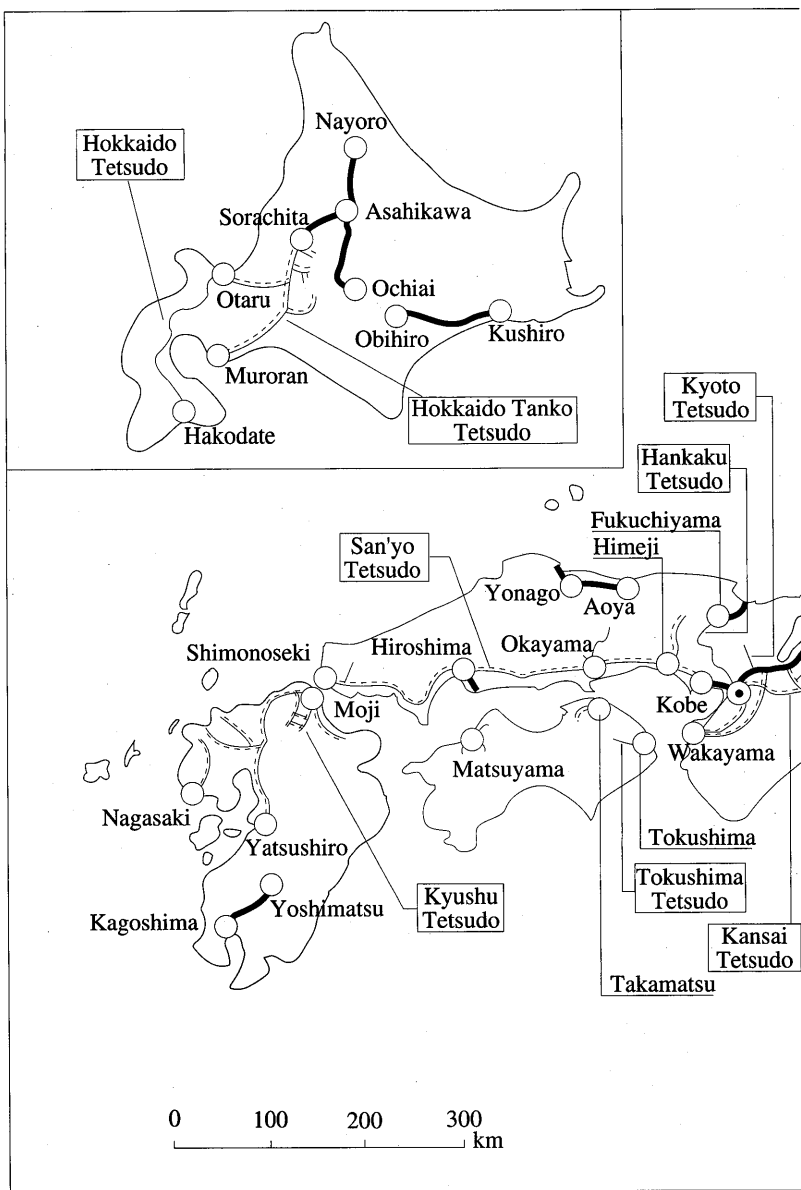 Nayoro
Hokkaido
Tetsudo
Sorachita
Asahikawa
Otaru
Ochiai
Obihiro
Kushiro
Muroran
Hokkaido Tanko
Tetsudo
Hakodate
Kyoto
Tetsudo
Hankaku
Tetsudo
Fukuchiyama
Himeji
San'yo
Tetsudo
Yonago
Aoya
Shimonoseki
Hiroshima
Okayama
Moji
Kobe
Matsuyama
Wakayama
Nagasaki
Yatsushiro
Tokushima
Kagoshima
Yoshimatsu
Kyushu
Tetsudo
Tokushima
Tetsudo
Kansai
Tetsudo
Takamatsu
0 100 200 300
km